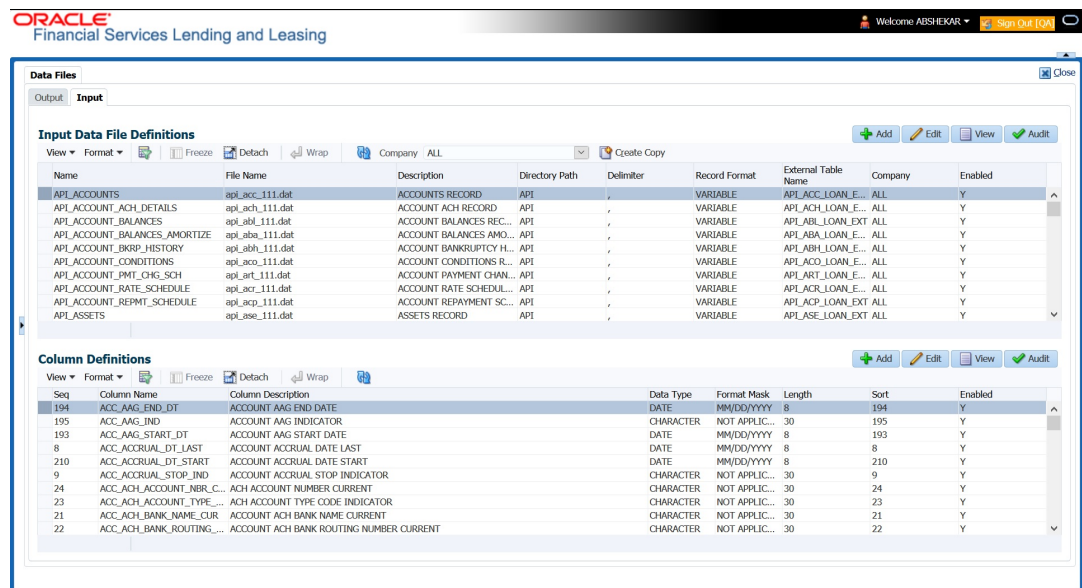 ORACLE
Financial Services Lending and Leasing
Welcome ABSHEKAR
Sign Out [QA]
Data Files
Close
Output Input
Input Data File Definitions
Add Edit View Audit
View Format Freeze Detach Wrap Company ALL Create Copy
Name File Name Description Directory Path Delimiter Record Format External Table Name Company Enabled
API_ACCOUNTS api_acc_111.dat ACCOUNTS RECORD API , VARIABLE API_ACC_LOAN_E... ALL Y
API_ACCOUNT_ACH_DETAILS api_ach_111.dat ACCOUNT ACH RECORD API , VARIABLE API_ACH_LOAN_E... ALL Y
API_ACCOUNT_BALANCES api_abl_111.dat ACCOUNT BALANCES REC... API , VARIABLE API_ABL_LOAN_EXT ALL Y
API_ACCOUNT_BALANCES_AMORTIZE api_aba_111.dat ACCOUNT BALANCES AMO... API , VARIABLE API_ABA_LOAN_E... ALL Y
API_ACCOUNT_BKRP_HISTORY api_abh_111.dat ACCOUNT BANKRUPTCY H... API , VARIABLE API_ABH_LOAN_E... ALL Y
API_ACCOUNT_CONDITIONS api_aco_111.dat ACCOUNT CONDITIONS R... API , VARIABLE API_ACO_LOAN_E... ALL Y
API_ACCOUNT_PMT_CHG_SCH api_art_111.dat ACCOUNT PAYMENT CHAN... API , VARIABLE API_ART_LOAN_E... ALL Y
API_ACCOUNT_RATE_SCHEDULE api_acr_111.dat ACCOUNT RATE SCHEDUL... API , VARIABLE API_ACR_LOAN_E... ALL Y
API_ACCOUNT_REPMT_SCHEDULE api_acp_111.dat ACCOUNT REPAYMENT SC... API , VARIABLE API_ACP_LOAN_EXT ALL Y
API_ASSETS api_ase_111.dat ASSETS RECORD API , VARIABLE API_ASE_LOAN_EXT ALL Y
Column Definitions
Add Edit View Audit
View Format Freeze Detach Wrap
Seq Column Name Column Description Data Type Format Mask Length Sort Enabled
194 ACC_AAG_END_DT ACCOUNT AAG END DATE DATE MM/DD/YYYY 8 194 Y
195 ACC_AAG_IND ACCOUNT AAG INDICATOR CHARACTER NOT APPLIC... 30 195 Y
193 ACC_AAG_START_DT ACCOUNT AAG START DATE DATE MM/DD/YYYY 8 193 Y
8 ACC_ACCRUAL_DT_LAST ACCOUNT ACCRUAL DATE LAST DATE MM/DD/YYYY 8 8 Y
210 ACC_ACCRUAL_DT_START ACCOUNT ACCRUAL DATE START DATE MM/DD/YYYY 8 210 Y
9 ACC_ACCRUAL_STOP_IND ACCOUNT ACCRUAL STOP INDICATOR CHARACTER NOT APPLIC... 30 9 Y
24 ACC_ACH_ACCOUNT_NBR_C... ACH ACCOUNT NUMBER CURRENT CHARACTER NOT APPLIC... 30 24 Y
23 ACC_ACH_ACCOUNT_TYPE_... ACH ACCOUNT TYPE CODE INDICATOR CHARACTER NOT APPLIC... 30 23 Y
21 ACC_ACH_BANK_NAME_CUR ACCOUNT ACH BANK NAME CURRENT CHARACTER NOT APPLIC... 30 21 Y
22 ACC_ACH_BANK_ROUTING_... ACCOUNT ACH BANK ROUTING NUMBER CURRENT CHARACTER NOT APPLIC... 30 22 Y